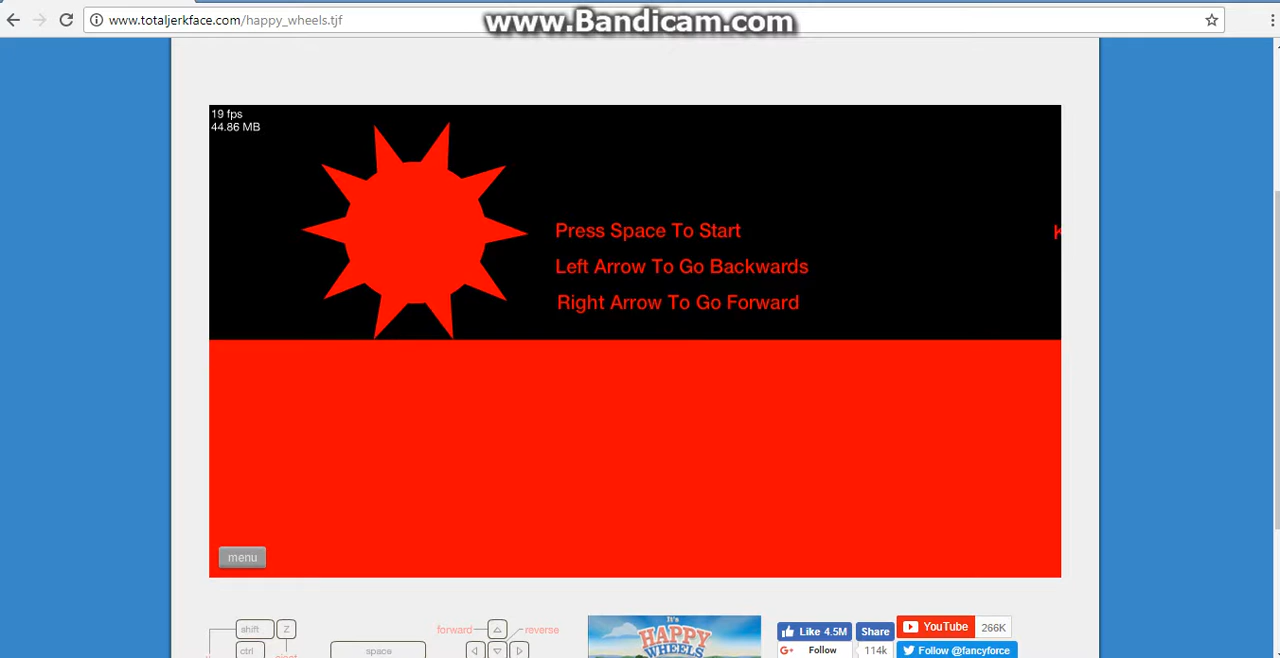 www.totaljerkface.com/happy_wheels.tjf
www.Bandicam.com
19 fps
44.86 MB
Press Space To Start
K
Left Arrow To Go Backwards
Right Arrow To Go Forward
menu
shift Z
forward
reverse
ctrl
eject
space
IT'S
HAPPY
WHEELS
Like 4.5M
Share
YouTube
266K
G+ Follow
114k
Follow @fancyforce